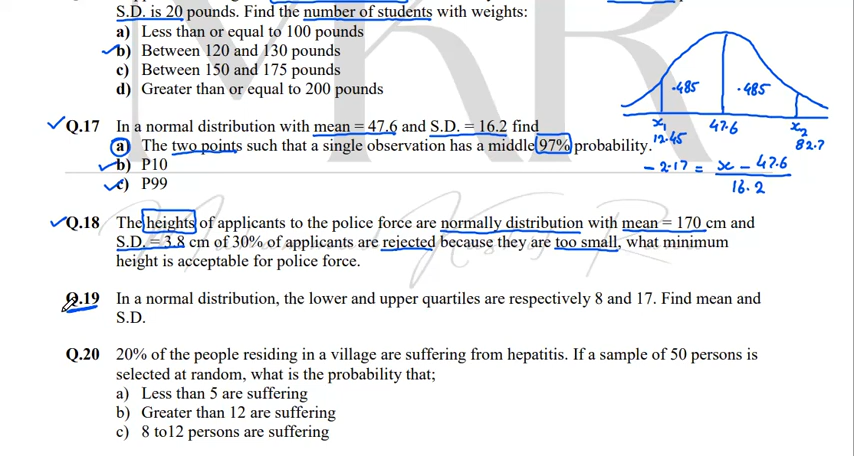 S.D. is 20 pounds. Find the number of students with weights:
a) Less than or equal to 100 pounds
b) Between 120 and 130 pounds
c) Between 150 and 175 pounds
d) Greater than or equal to 200 pounds
.485 .485
x1 47.6 x2
12.45 82.7
Q.17 In a normal distribution with mean = 47.6 and S.D. = 16.2 find
a) The two points such that a single observation has a middle 97% probability.
b) P10
c) P99
- 2.17 = x - 47.6
16.2
Q.18 The heights of applicants to the police force are normally distribution with mean = 170 cm and
S.D. = 3.8 cm of 30% of applicants are rejected because they are too small, what minimum
height is acceptable for police force.
Q.19 In a normal distribution, the lower and upper quartiles are respectively 8 and 17. Find mean and
S.D.
Q.20 20% of the people residing in a village are suffering from hepatitis. If a sample of 50 persons is
selected at random, what is the probability that;
a) Less than 5 are suffering
b) Greater than 12 are suffering
c) 8 to12 persons are suffering